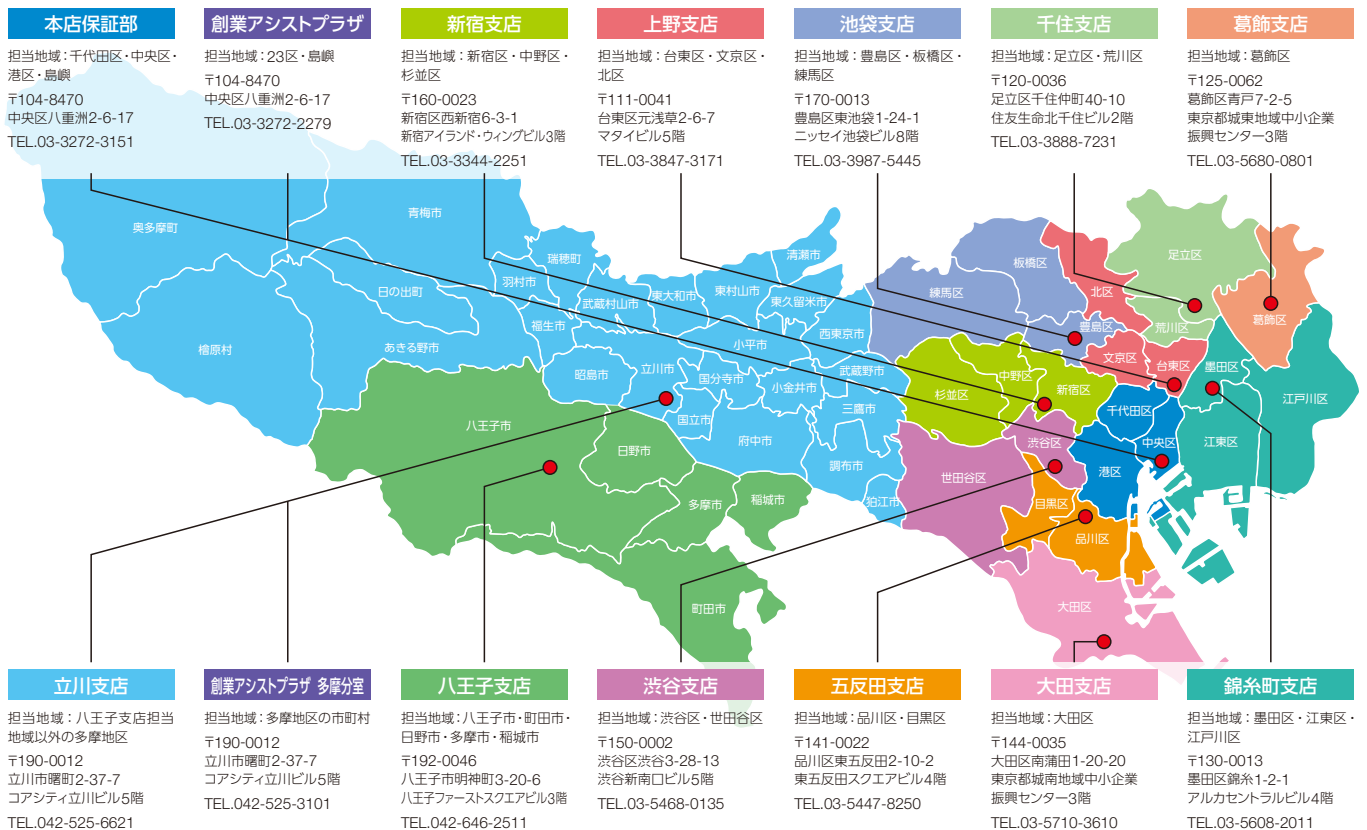 本店保証部
担当地域：千代田区・中央区・
港区・島嶼
〒104-8470
中央区八重洲2-6-17
TEL.03-3272-3151
創業アシストプラザ
担当地域：23区・島嶼
〒104-8470
中央区八重洲2-6-17
TEL.03-3272-2279
新宿支店
担当地域：新宿区・中野区・
杉並区
〒160-0023
新宿区西新宿6-3-1
新宿アイランド・ウィングビル3階
TEL.03-3344-2251
上野支店
担当地域：台東区・文京区・
北区
〒111-0041
台東区元浅草2-6-7
マタイビル5階
TEL.03-3847-3171
池袋支店
担当地域：豊島区・板橋区・
練馬区
〒170-0013
豊島区東池袋1-24-1
ニッセイ池袋ビル8階
TEL.03-3987-5445
千住支店
担当地域：足立区・荒川区
〒120-0036
足立区千住仲町40-10
住友生命北千住ビル2階
TEL.03-3888-7231
葛飾支店
担当地域：葛飾区
〒125-0062
葛飾区青戸7-2-5
東京都城東地域中小企業
振興センター3階
TEL.03-5680-0801
奥多摩町
青梅市
檜原村
日の出町
あきる野市
瑞穂町
羽村市
福生市
武蔵村山市
東大和市
東村山市
清瀬市
東久留米市
西東京市
小平市
昭島市
立川市
国分寺市
小金井市
武蔵野市
国立市
府中市
三鷹市
調布市
狛江市
八王子市
日野市
多摩市
稲城市
町田市
練馬区
板橋区
豊島区
北区
足立区
荒川区
葛飾区
文京区
台東区
墨田区
江戸川区
江東区
杉並区
中野区
新宿区
千代田区
中央区
港区
渋谷区
世田谷区
目黒区
品川区
大田区
立川支店
担当地域：八王子支店担当
地域以外の多摩地区
〒190-0012
立川市曙町2-37-7
コアシティ立川ビル5階
TEL.042-525-6621
創業アシストプラザ 多摩分室
担当地域：多摩地区の市町村
〒190-0012
立川市曙町2-37-7
コアシティ立川ビル5階
TEL.042-525-3101
八王子支店
担当地域：八王子市・町田市・
日野市・多摩市・稲城市
〒192-0046
八王子市明神町3-20-6
八王子ファーストスクエアビル3階
TEL.042-646-2511
渋谷支店
担当地域：渋谷区・世田谷区
〒150-0002
渋谷区渋谷3-28-13
渋谷新南口ビル5階
TEL.03-5468-0135
五反田支店
担当地域：品川区・目黒区
〒141-0022
品川区東五反田2-10-2
東五反田スクエアビル4階
TEL.03-5447-8250
大田支店
担当地域：大田区
〒144-0035
大田区南蒲田1-20-20
東京都城南地域中小企業
振興センター3階
TEL.03-5710-3610
錦糸町支店
担当地域：墨田区・江東区・
江戸川区
〒130-0013
墨田区錦糸1-2-1
アルカセントラルビル4階
TEL.03-5608-2011